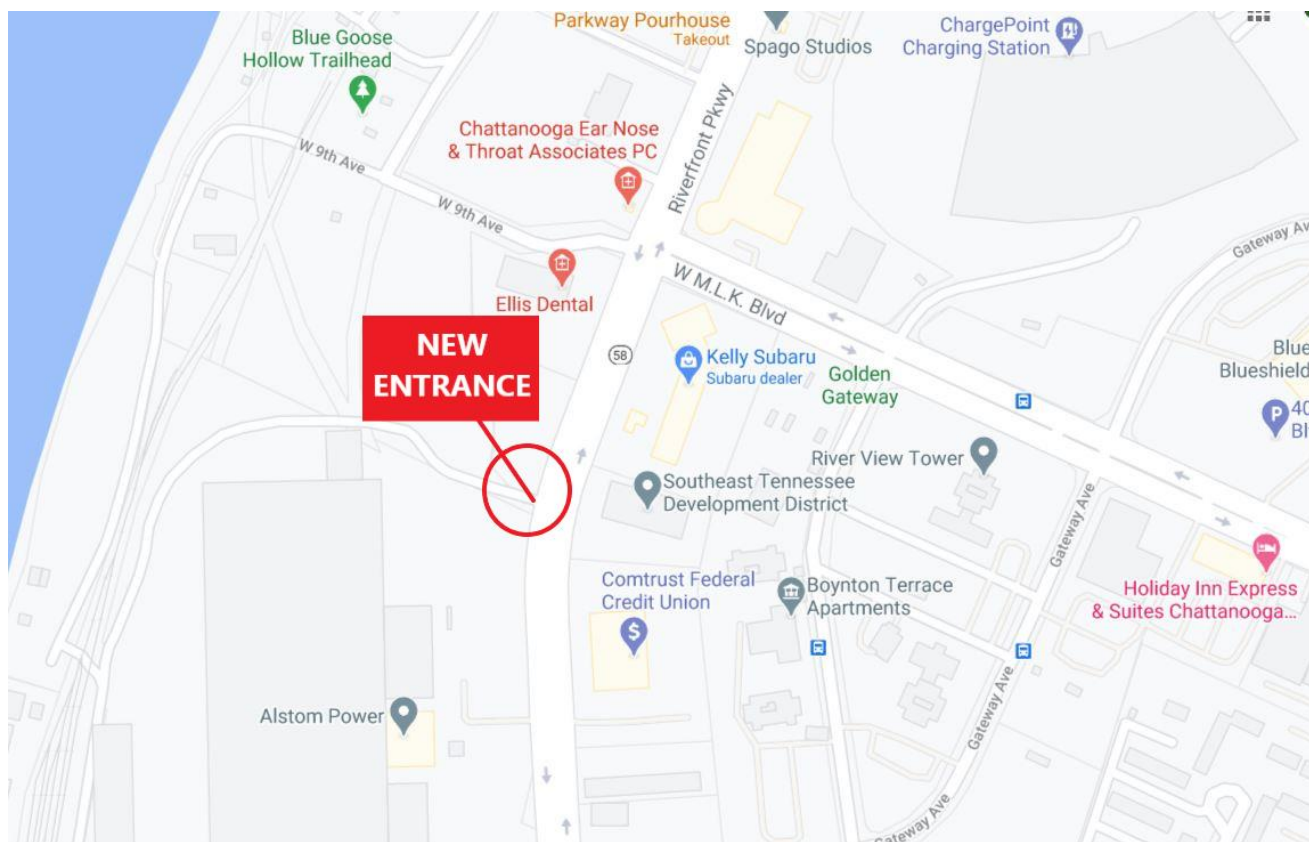 Parkway Pourhouse
Takeout
Spago Studios
ChargePoint
Charging Station
Blue Goose
Hollow Trailhead
Chattanooga Ear Nose
& Throat Associates PC
Riverfront Pkwy
W 9th Ave
W 9th Ave
Gateway Av
Ellis Dental
W M.L.K. Blvd
NEW
ENTRANCE
58
Kelly Subaru
Subaru dealer
Golden
Gateway
Blue
Blueshield
P
40
Bl
River View Tower
Southeast Tennessee
Development District
Gateway Ave
Comtrust Federal
Credit Union
$
Boynton Terrace
Apartments
Holiday Inn Express
& Suites Chattanooga...
Alstom Power
Gateway Ave
Gateway Ave